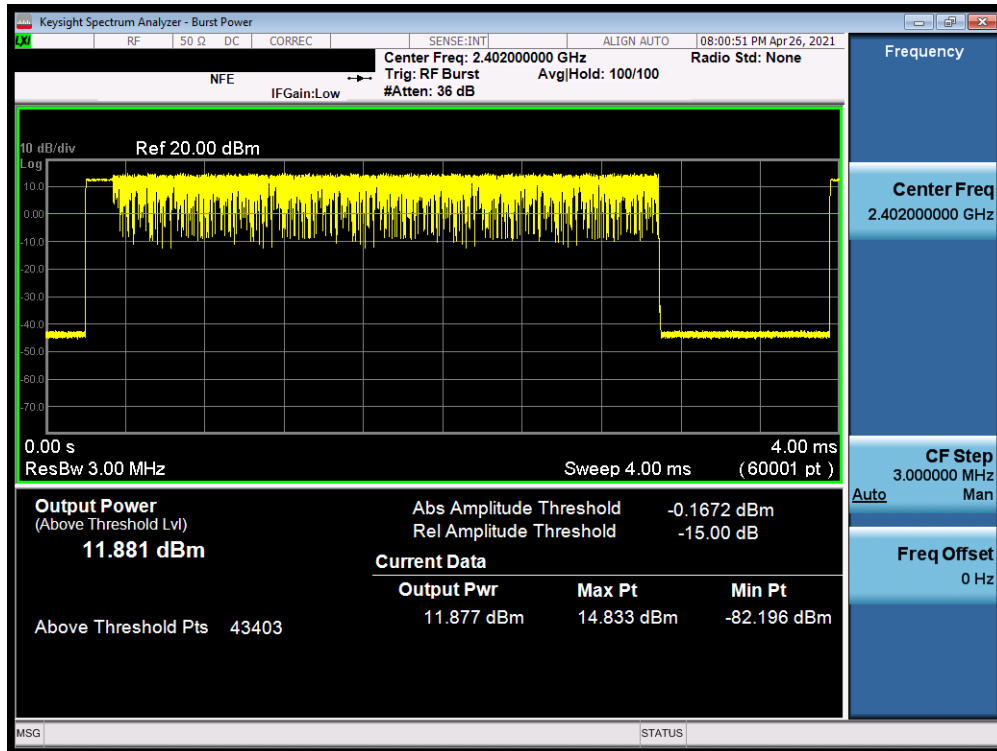 Keysight Spectrum Analyzer - Burst Power
LXI RF 50 Ω DC CORREC SENSE:INT ALIGN AUTO 08:00:51 PM Apr 26, 2021
Center Freq: 2.402000000 GHz Radio Std: None
NFE Trig: RF Burst Avg|Hold: 100/100
IFGain:Low #Atten: 36 dB
10 dB/div Ref 20.00 dBm
Log
10.0
0.00
-10.0
-20.0
-30.0
-40.0
-50.0
-60.0
-70.0
0.00 s 4.00 ms
ResBw 3.00 MHz Sweep 4.00 ms (60001 pt)
Output Power
(Above Threshold Lvl)
11.881 dBm
Above Threshold Pts 43403
Abs Amplitude Threshold -0.1672 dBm
Rel Amplitude Threshold -15.00 dB
Current Data
Output Pwr Max Pt Min Pt
11.877 dBm 14.833 dBm -82.196 dBm
MSG STATUS
Frequency
Center Freq
2.402000000 GHz
CF Step
3.000000 MHz
Auto Man
Freq Offset
0 Hz